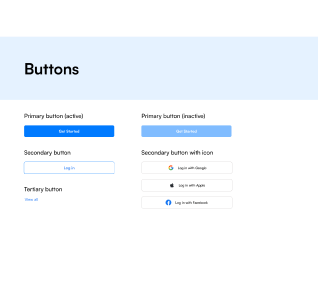 Buttons
Primary button (active)
Get Started
Primary button (inactive)
Get Started
Secondary button
Log in
Secondary button with icon
Log in with Google
Log in with Apple
Log in with Facebook
Tertiary button
View all